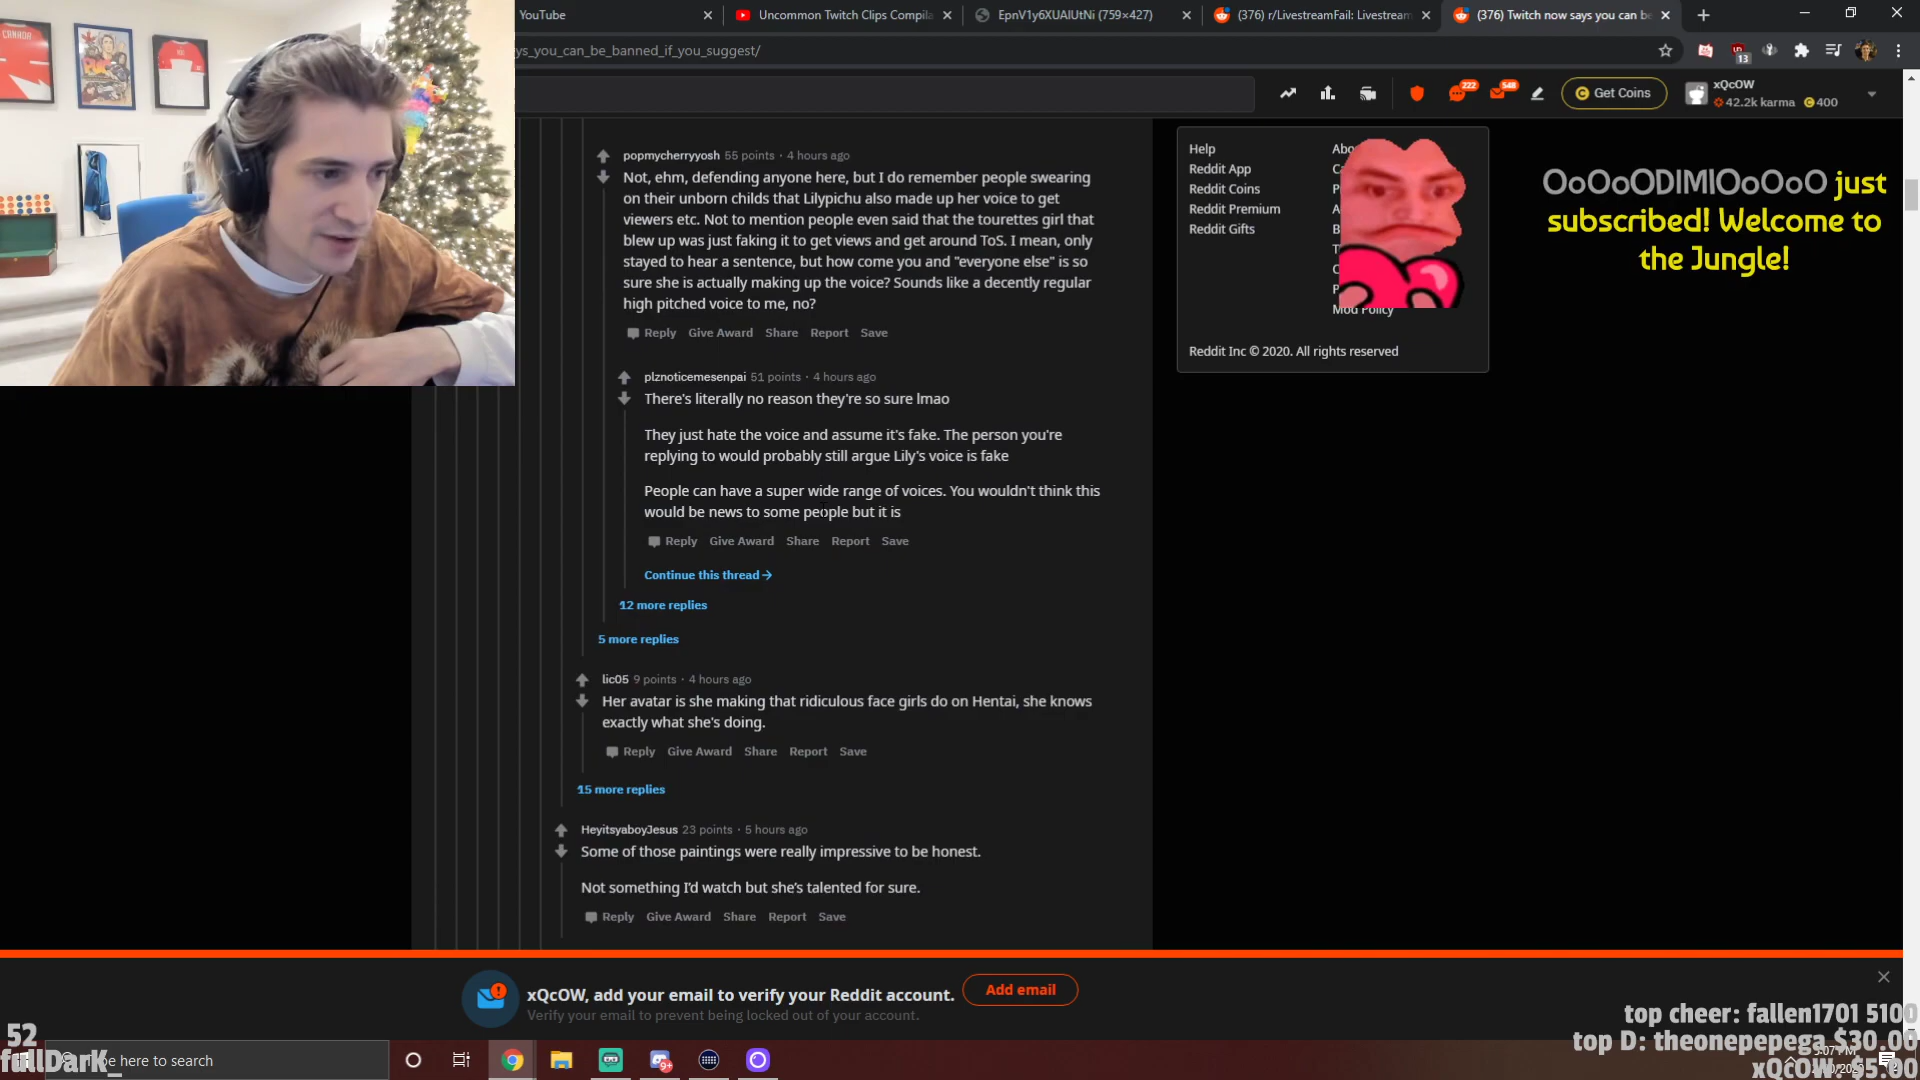 YouTube
Uncommon Twitch Clips Compila
EpnV1y6XUAIUtNi (759×427)
(376) r/LivestreamFail: Livestream
(376) Twitch now says you can be
ys_you_can_be_banned_if_you_suggest/
13
222
548
Get Coins
xQcOW
42.2k karma
400
popmycherryyosh 55 points · 4 hours ago
Not, ehm, defending anyone here, but I do remember people swearing
on their unborn childs that Lilypichu also made up her voice to get
viewers etc. Not to mention people even said that the tourettes girl that
blew up was just faking it to get views and get around ToS. I mean, only
stayed to hear a sentence, but how come you and "everyone else" is so
sure she is actually making up the voice? Sounds like a decently regular
high pitched voice to me, no?
Reply Give Award Share Report Save
plznoticemesenpai 51 points · 4 hours ago
There's literally no reason they're so sure lmao
They just hate the voice and assume it's fake. The person you're
replying to would probably still argue Lily's voice is fake
People can have a super wide range of voices. You wouldn't think this
would be news to some people but it is
Reply Give Award Share Report Save
Continue this thread→
12 more replies
5 more replies
lic05 9 points · 4 hours ago
Her avatar is she making that ridiculous face girls do on Hentai, she knows
exactly what she's doing.
Reply Give Award Share Report Save
15 more replies
HeyitsyaboyJesus 23 points · 5 hours ago
Some of those paintings were really impressive to be honest.
Not something I'd watch but she's talented for sure.
Reply Give Award Share Report Save
Help
Reddit App
Reddit Coins
Reddit Premium
Reddit Gifts
Abo
Mod Policy
Reddit Inc © 2020. All rights reserved
OoOoODIMIOoOoO just
subscribed! Welcome to
the Jungle!
xQcOW, add your email to verify your Reddit account.
Add email
Verify your email to prevent being locked out of your account.
top cheer: fallen1701 5100
top D: theonepepega $30.00
xQcOW: $5.00
52
fullDarK_
here to search
9+